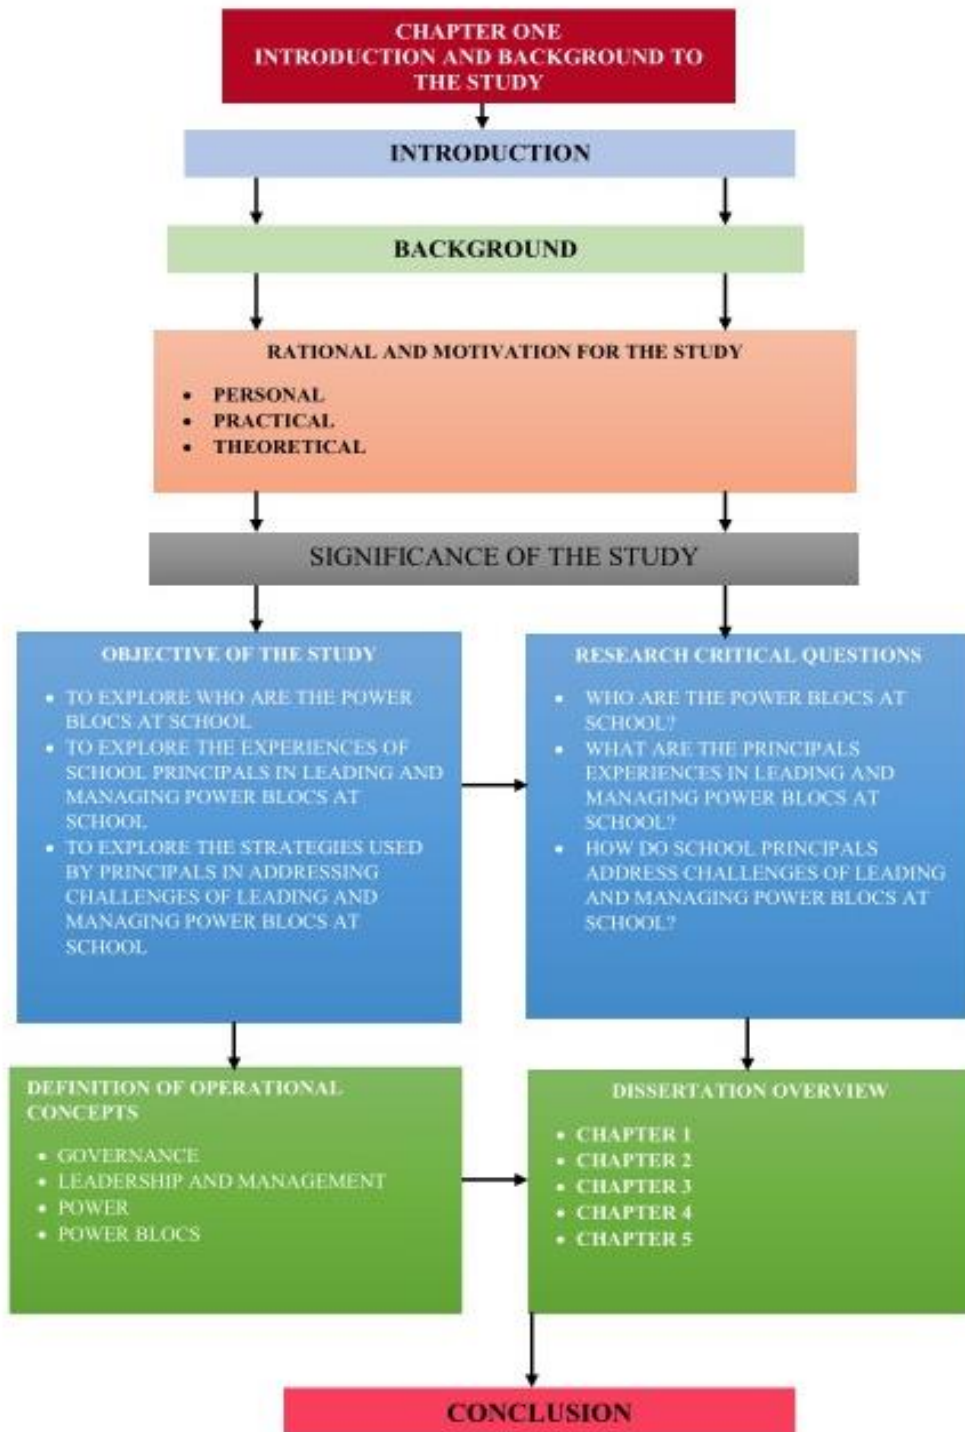 CHAPTER ONE
INTRODUCTION AND BACKGROUND TO
THE STUDY
INTRODUCTION
BACKGROUND
RATIONAL AND MOTIVATION FOR THE STUDY
• PERSONAL
• PRACTICAL
• THEORETICAL
SIGNIFICANCE OF THE STUDY
OBJECTIVE OF THE STUDY
• TO EXPLORE WHO ARE THE POWER
BLOCS AT SCHOOL
• TO EXPLORE THE EXPERIENCES OF
SCHOOL PRINCIPALS IN LEADING AND
MANAGING POWER BLOCS AT
SCHOOL
• TO EXPLORE THE STRATEGIES USED
BY PRINCIPALS IN ADDRESSING
CHALLENGES OF LEADING AND
MANAGING POWER BLOCS AT
SCHOOL
RESEARCH CRITICAL QUESTIONS
• WHO ARE THE POWER BLOCS AT
SCHOOL?
• WHAT ARE THE PRINCIPALS
EXPERIENCES IN LEADING AND
MANAGING POWER BLOCS AT
SCHOOL?
• HOW DO SCHOOL PRINCIPALS
ADDRESS CHALLENGES OF LEADING
AND MANAGING POWER BLOCS AT
SCHOOL?
DEFINITION OF OPERATIONAL
CONCEPTS
• GOVERNANCE
• LEADERSHIP AND MANAGEMENT
• POWER
• POWER BLOCS
DISSERTATION OVERVIEW
• CHAPTER 1
• CHAPTER 2
• CHAPTER 3
• CHAPTER 4
• CHAPTER 5
CONCLUSION